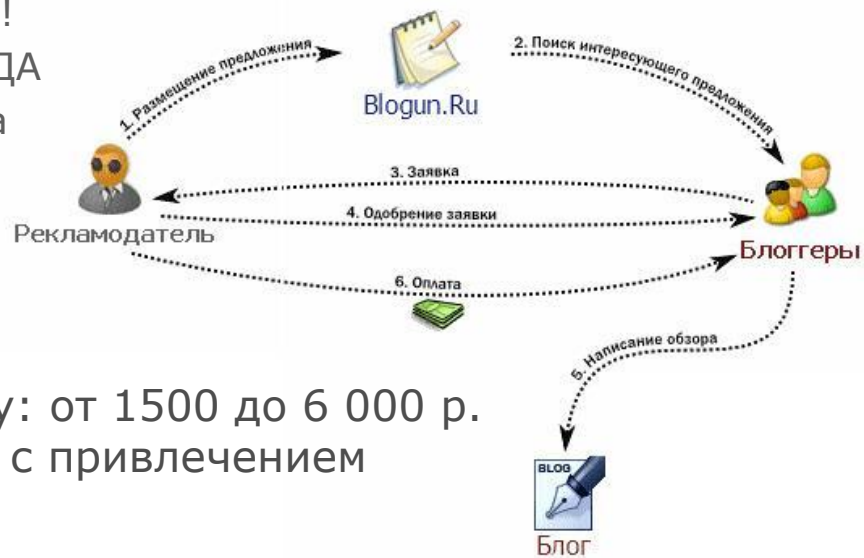 !
ДА
а
1. Размещение предложения
2. Поиск интересующего предложения
Blogun.Ru
3. Заявка
4. Одобрение заявки
Рекламодатель
Блоггеры
6. Оплата
5. Написание обзора
у: от 1500 до 6 000 р.
с привлечением
BLOG
Блог